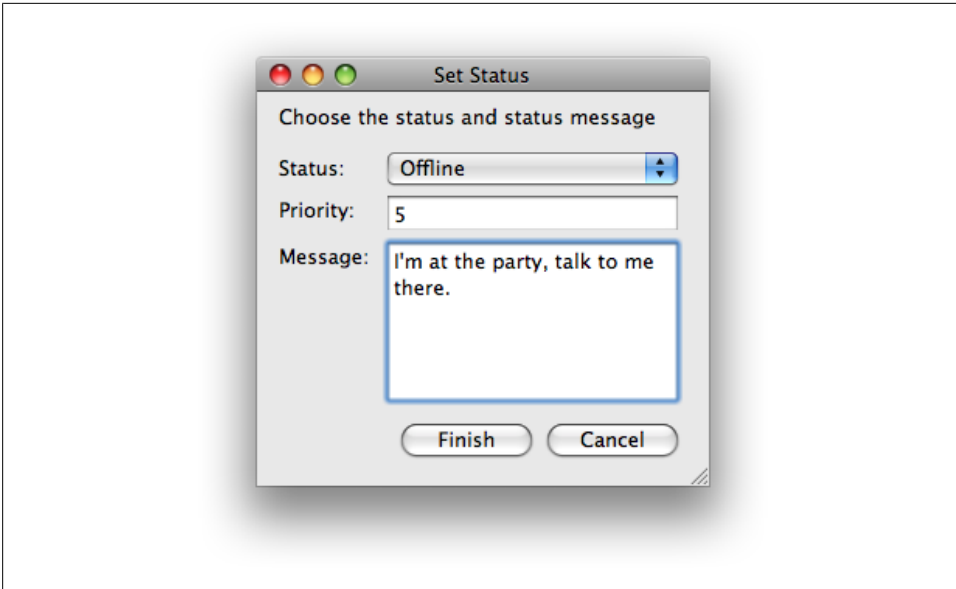 Set Status
Choose the status and status message
Status: Offline
Priority: 5
Message: I'm at the party, talk to me
there.
Finish Cancel